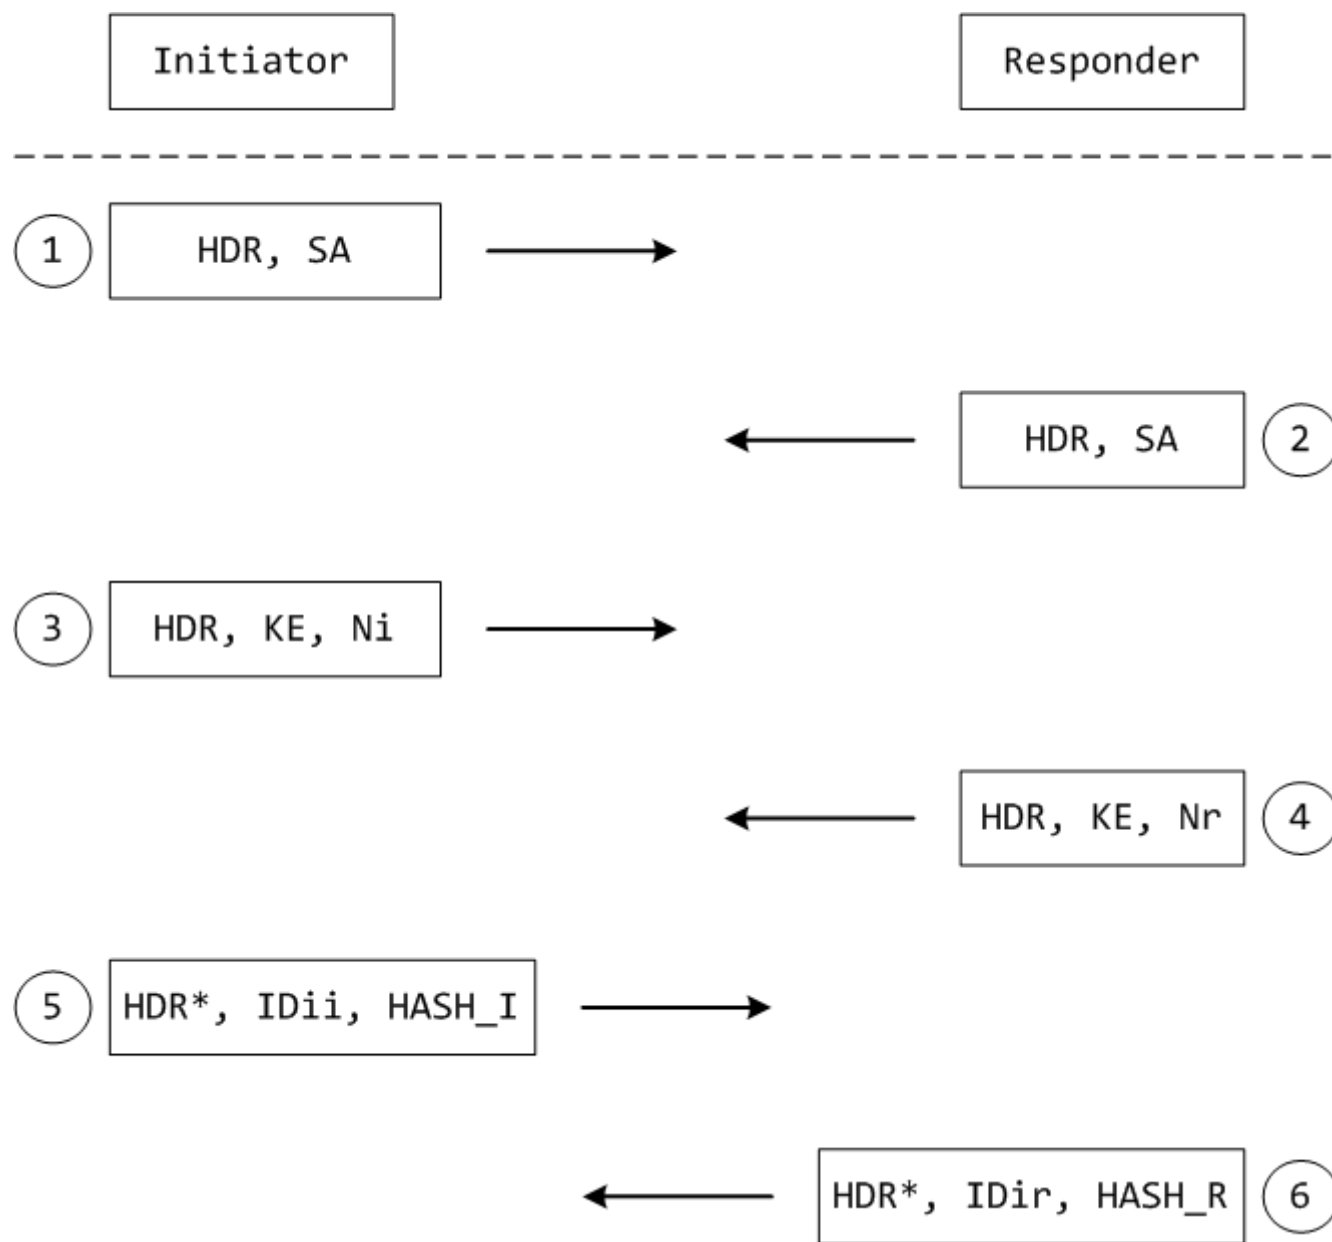 Initiator
Responder
1
HDR, SA
HDR, SA
2
3
HDR, KE, Ni
HDR, KE, Nr
4
5
HDR*, IDii, HASH_I
HDR*, IDir, HASH_R
6